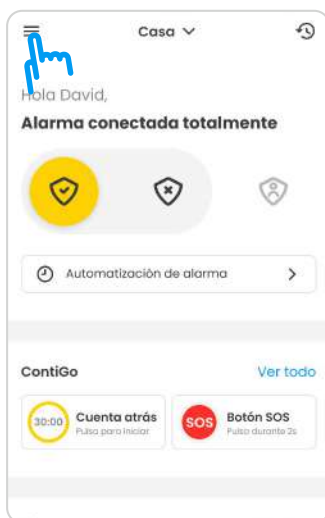 Casa
Hola David,
Alarma conectada totalmente
Automatización de alarma
ContiGo
Ver todo
30:00
Cuenta atrás
Pulsa para iniciar
SOS
Botón SOS
Pulsa durante 2s